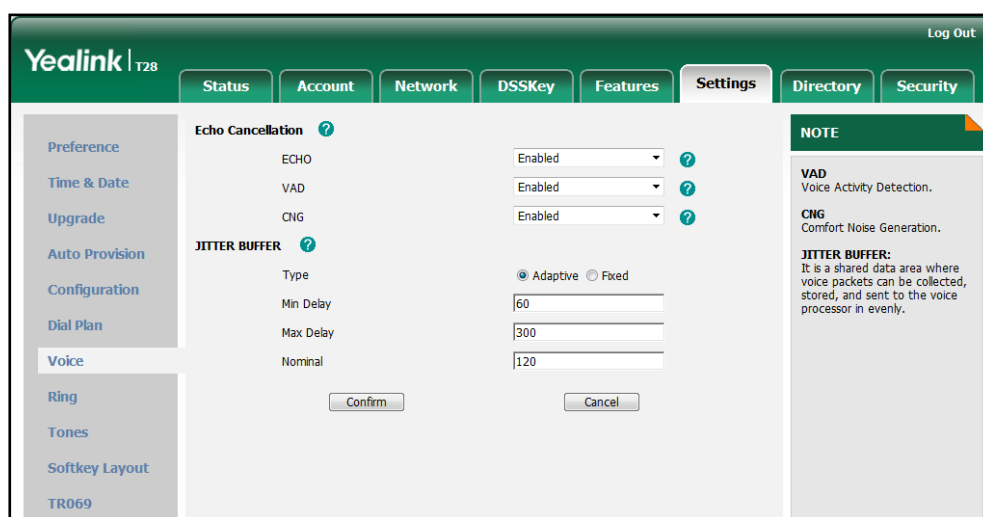 Log Out
Yealink T28
Status Account Network DSSKey Features Settings Directory Security
Preference
Time & Date
Upgrade
Auto Provision
Configuration
Dial Plan
Voice
Ring
Tones
Softkey Layout
TR069
Echo Cancellation ?
ECHO Enabled ?
VAD Enabled ?
CNG Enabled ?
JITTER BUFFER ?
Type Adaptive Fixed
Min Delay 60
Max Delay 300
Nominal 120
Confirm Cancel
NOTE
VAD
Voice Activity Detection.
CNG
Comfort Noise Generation.
JITTER BUFFER:
It is a shared data area where
voice packets can be collected,
stored, and sent to the voice
processor in evenly.